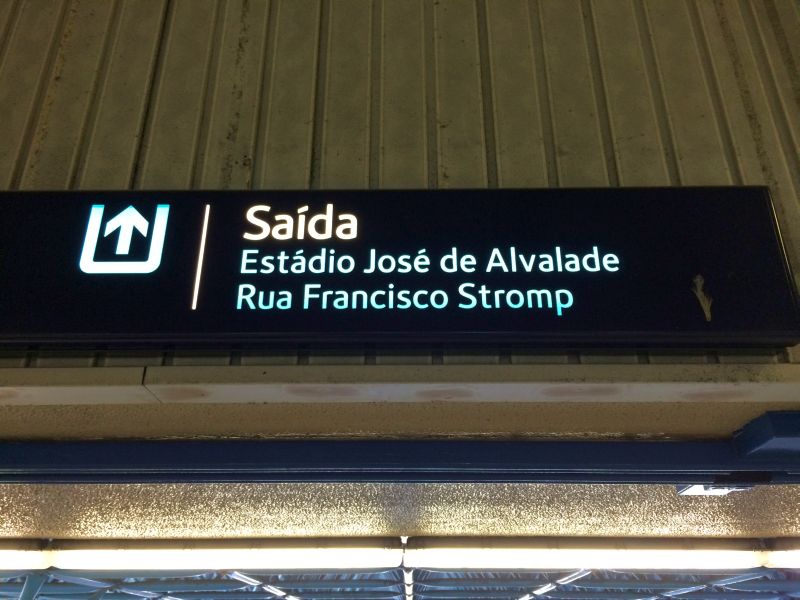 Saída
Estádio José de Alvalade
Rua Francisco Stromp